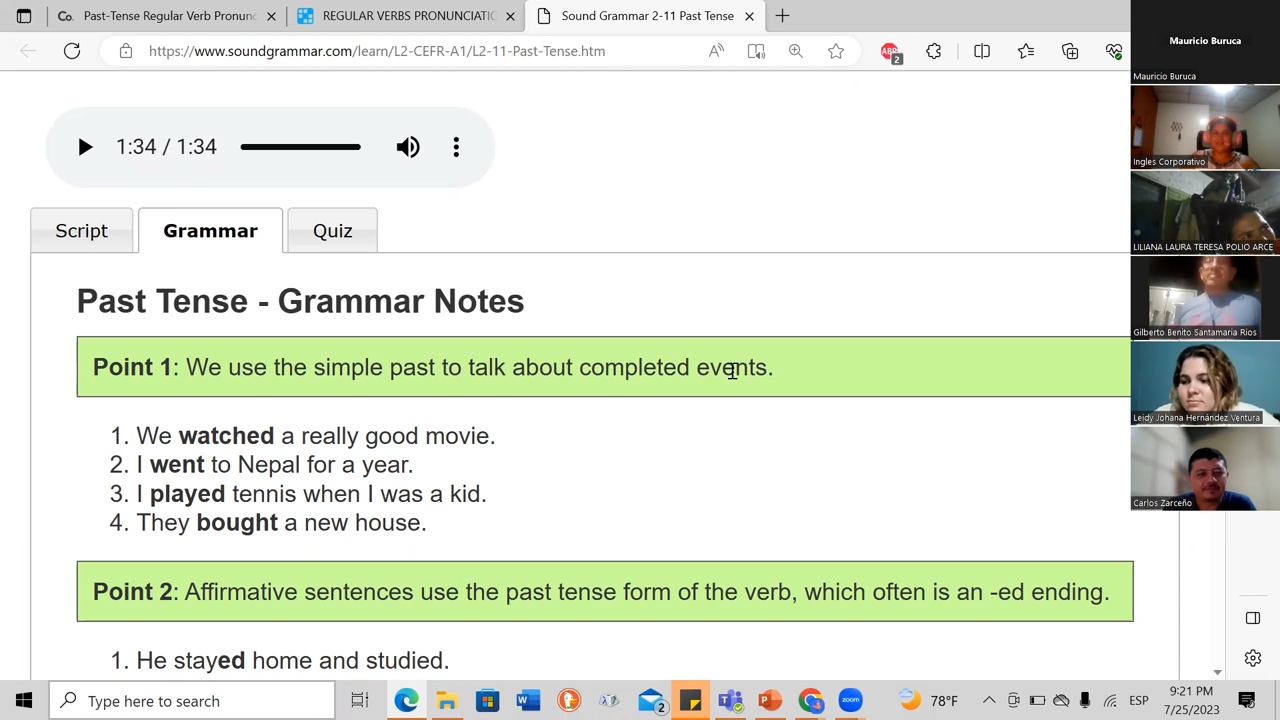 Past-Tense Regular Verb Pronunc
REGULAR VERBS PRONUNCIATIO
Sound Grammar 2-11 Past Tense
https://www.soundgrammar.com/learn/L2-CEFR-A1/L2-11-Past-Tense.htm
ABP
2
Mauricio Buruca
Mauricio Buruca
1:34 / 1:34
Ingles Corporativo
Script
Grammar
Quiz
LILIANA LAURA TERESA POLIO ARCE
Past Tense - Grammar Notes
Gilberto Benito Santamaria Rios
Point 1: We use the simple past to talk about completed events.
Leidy Johana Hernández Ventura
1. We watched a really good movie.
2. I went to Nepal for a year.
3. I played tennis when I was a kid.
Carlos Zarceño
4. They bought a new house.
Point 2: Affirmative sentences use the past tense form of the verb, which often is an -ed ending.
1. He stayed home and studied.
Type here to search
2
zoom
78°F
ESP
9:21 PM
7/25/2023